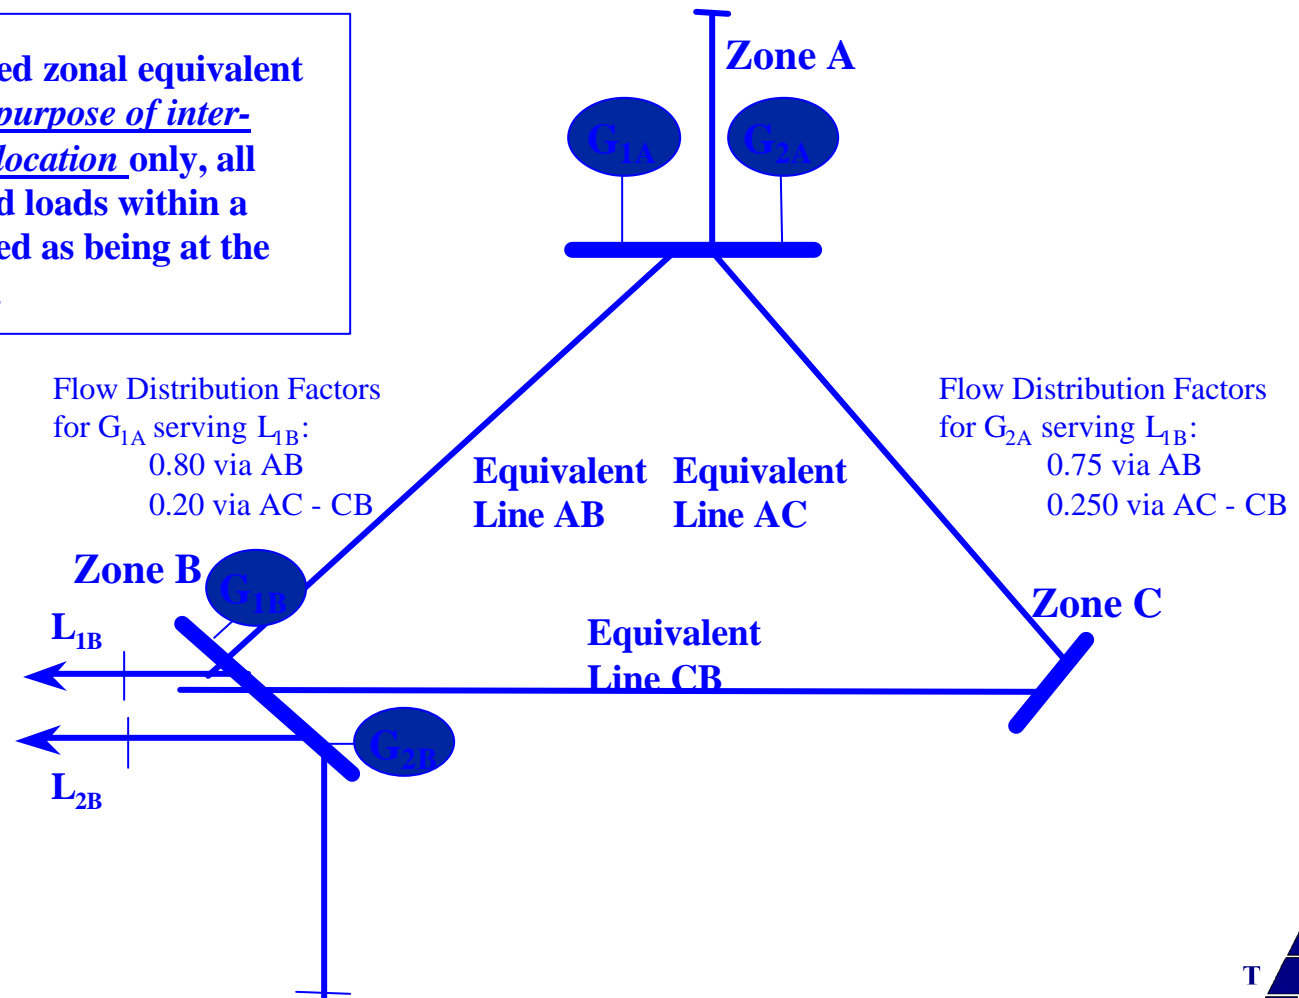 ed zonal equivalent
purpose of inter-
location only, all
d loads within a
ed as being at the
.
Zone A
G1A
G2A
Flow Distribution Factors
for G1A serving L1B:
0.80 via AB
0.20 via AC - CB
Flow Distribution Factors
for G2A serving L1B:
0.75 via AB
0.250 via AC - CB
Equivalent
Line AB
Equivalent
Line AC
Zone B
G1B
Zone C
L1B
Equivalent
Line CB
G2B
L2B
T